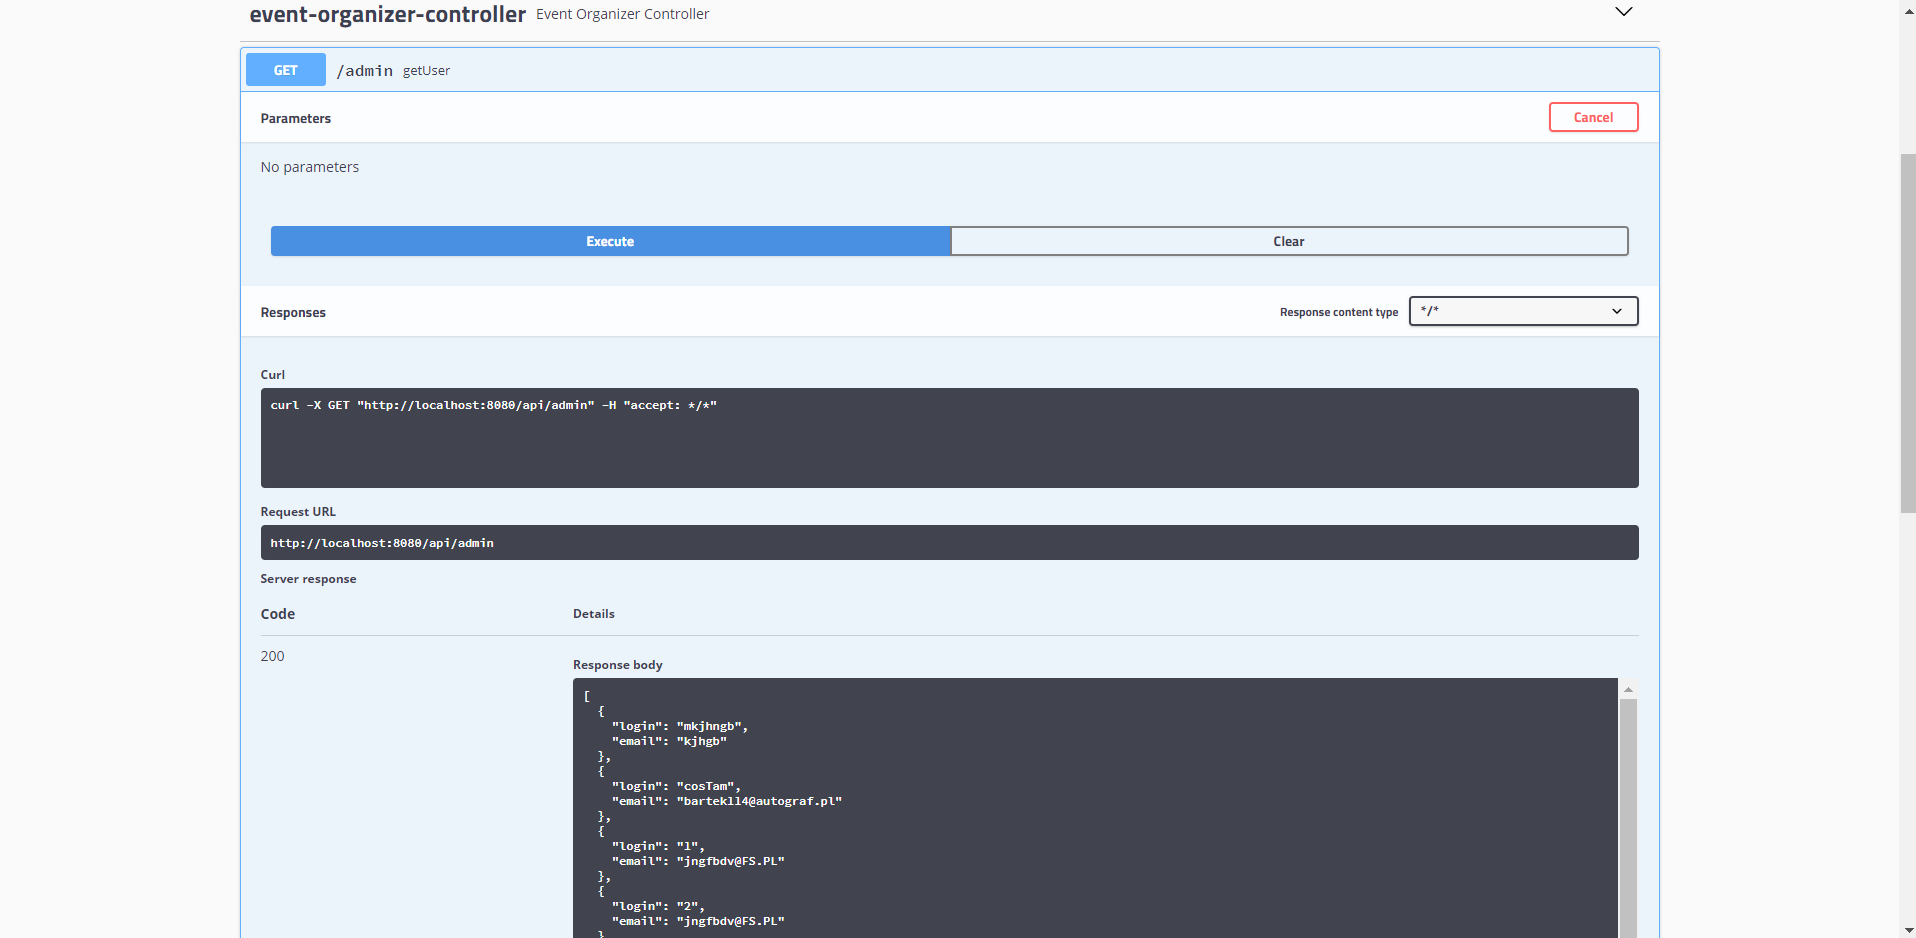 event-organizer-controller Event Organizer Controller
GET /admin getUser
Parameters
Cancel
No parameters
Execute
Clear
Responses
Response content type */*
Curl
curl -X GET "http://localhost:8080/api/admin" -H "accept: */*"
Request URL
http://localhost:8080/api/admin
Server response
Code
Details
200
Response body
[
{
"login": "mkjhngb",
"email": "kjhgb"
},
{
"login": "cosTam",
"email": "bartekll4@autograf.pl"
},
{
"login": "1",
"email": "jngfbdv@FS.PL"
},
{
"login": "2",
"email": "jngfbdv@FS.PL"
}